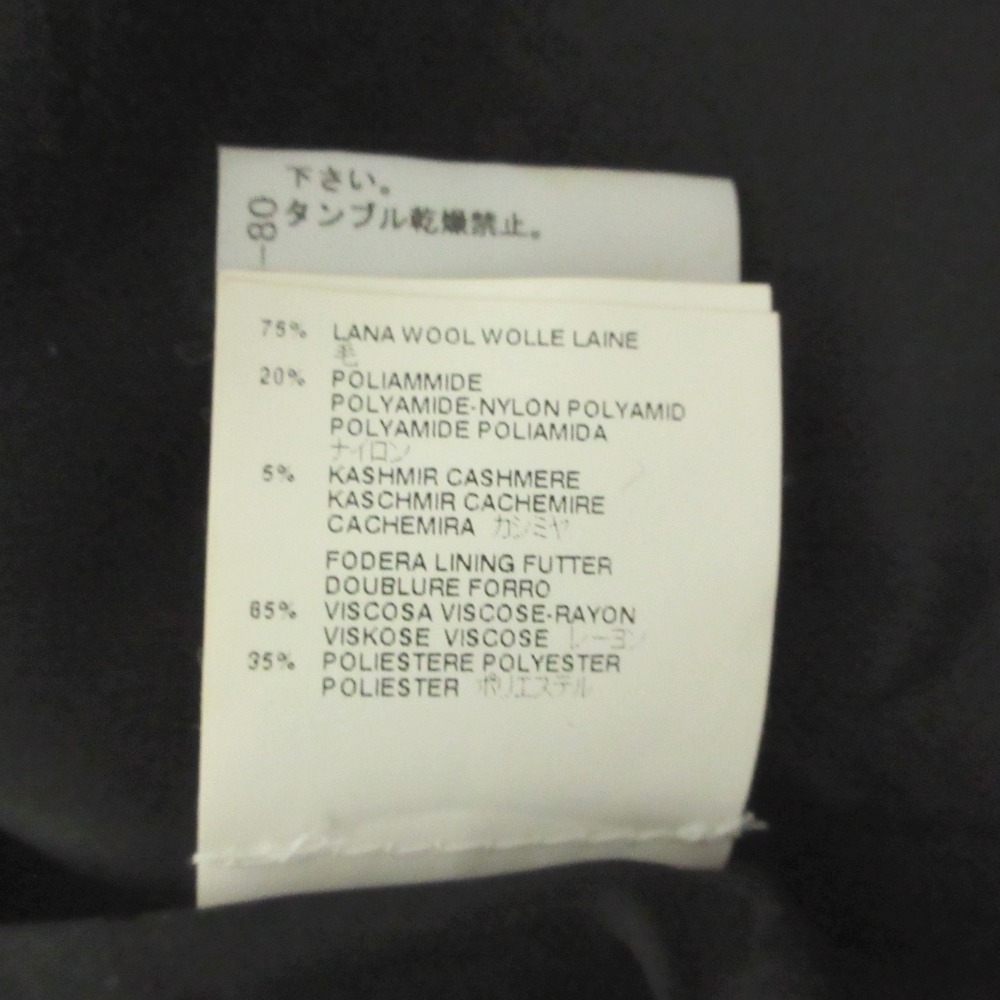 下さい。
タンブル乾燥禁止。
08-
75% LANA WOOL WOLLE LAINE
毛
20% POLIAMMIDE
POLYAMIDE-NYLON POLYAMID
POLYAMIDE POLIAMIDA
ナイロン
5% KASHMIR CASHMERE
KASCHMIR CACHEMIRE
CACHEMIRA カシミヤ
FODERA LINING FUTTER
DOUBLURE FORRO
65% VISCOSA VISCOSE-RAYON
VISKOSE VISCOSE レーヨン
35% POLIESTERE POLYESTER
POLIESTER ポリエステル